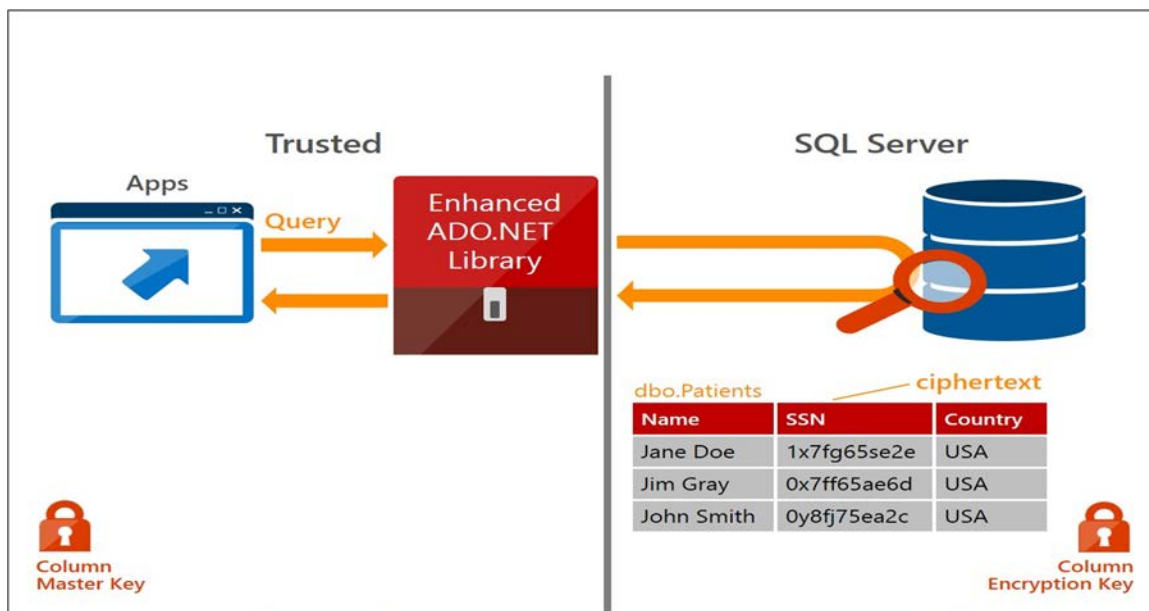 Trusted
SQL Server
Apps
Query
Enhanced
ADO.NET
Library
dbo.Patients
ciphertext
Name SSN Country
Jane Doe 1x7fg65se2e USA
Jim Gray 0x7ff65ae6d USA
John Smith 0y8fj75ea2c USA
Column
Master Key
Column
Encryption Key